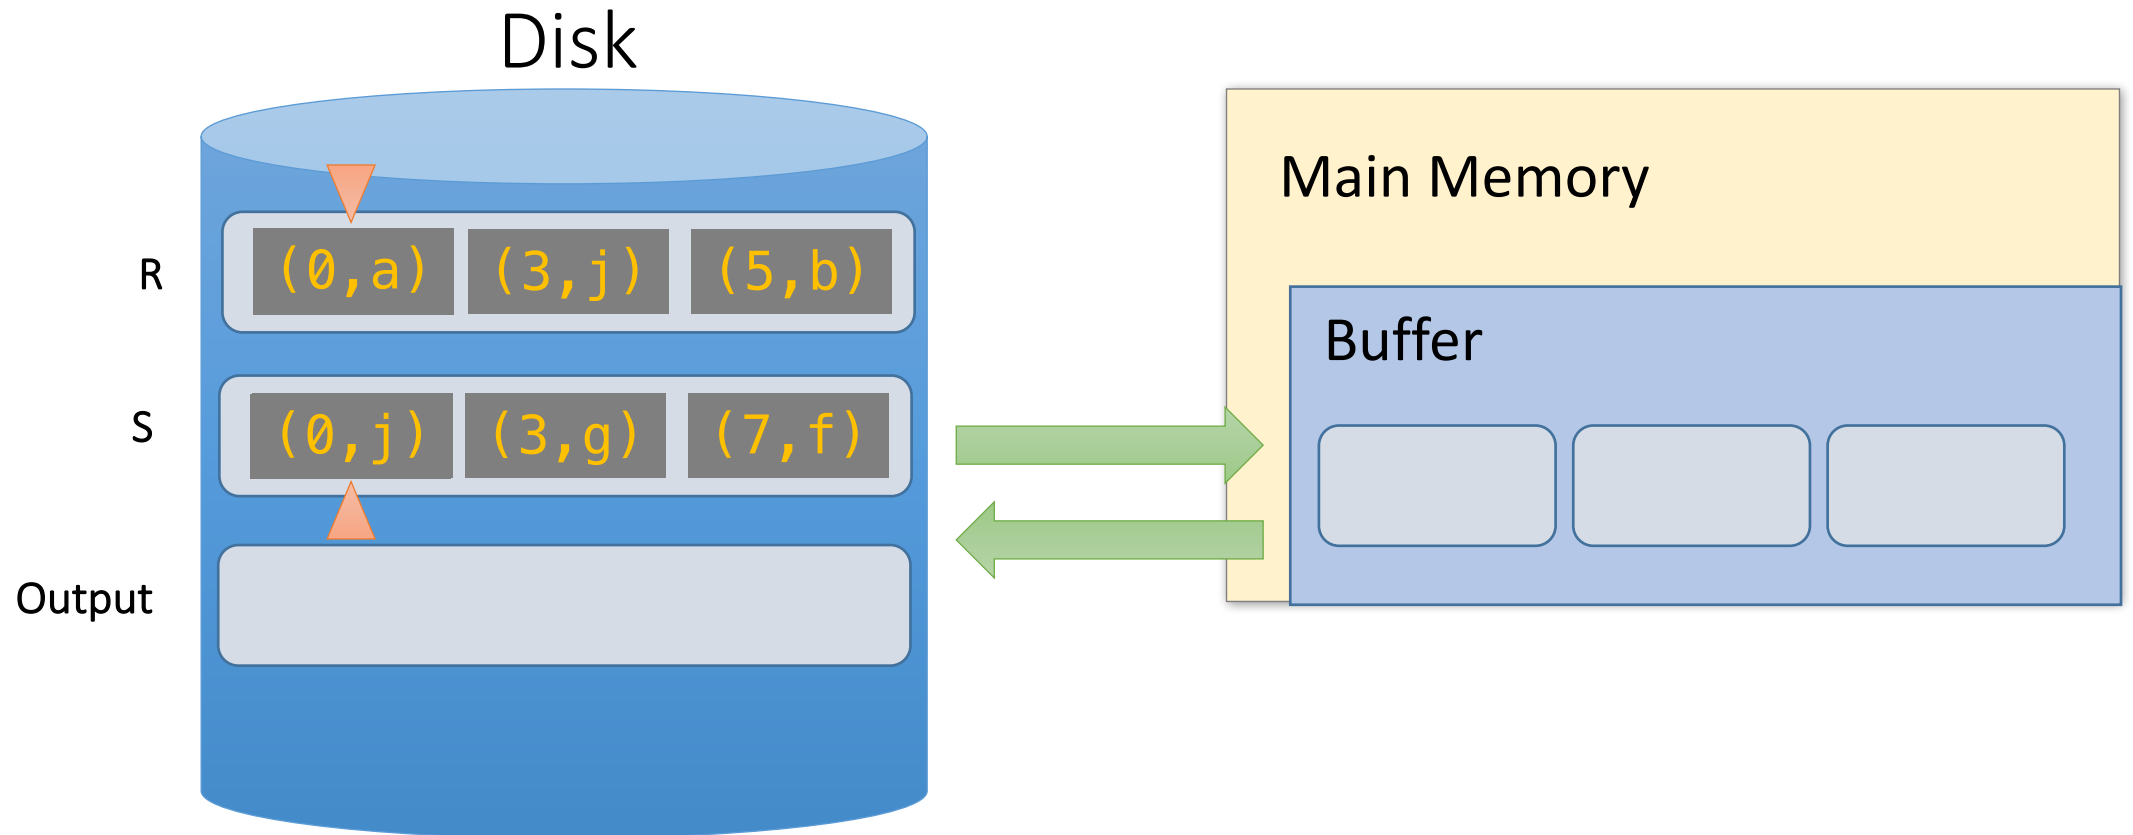 Disk
Main Memory
R
(0,a) (3,j) (5,b)
Buffer
S
(0,j) (3,g) (7,f)
Output